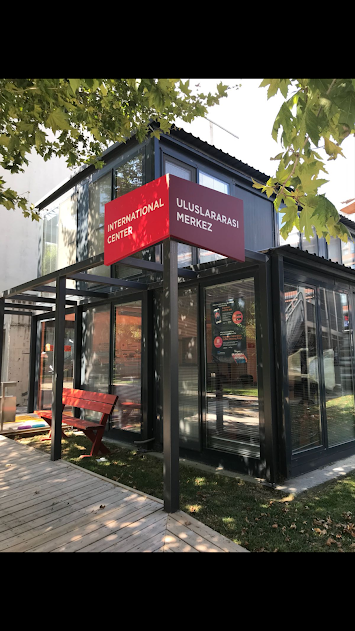 INTERNATIONAL
CENTER
ULUSLARARASI
MERKEZ